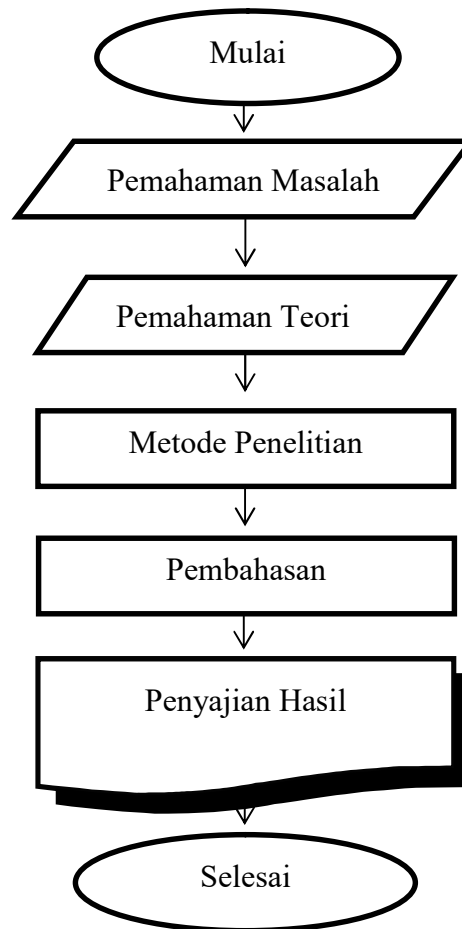 Mulai
Pemahaman Masalah
Pemahaman Teori
Metode Penelitian
Pembahasan
Penyajian Hasil
Selesai